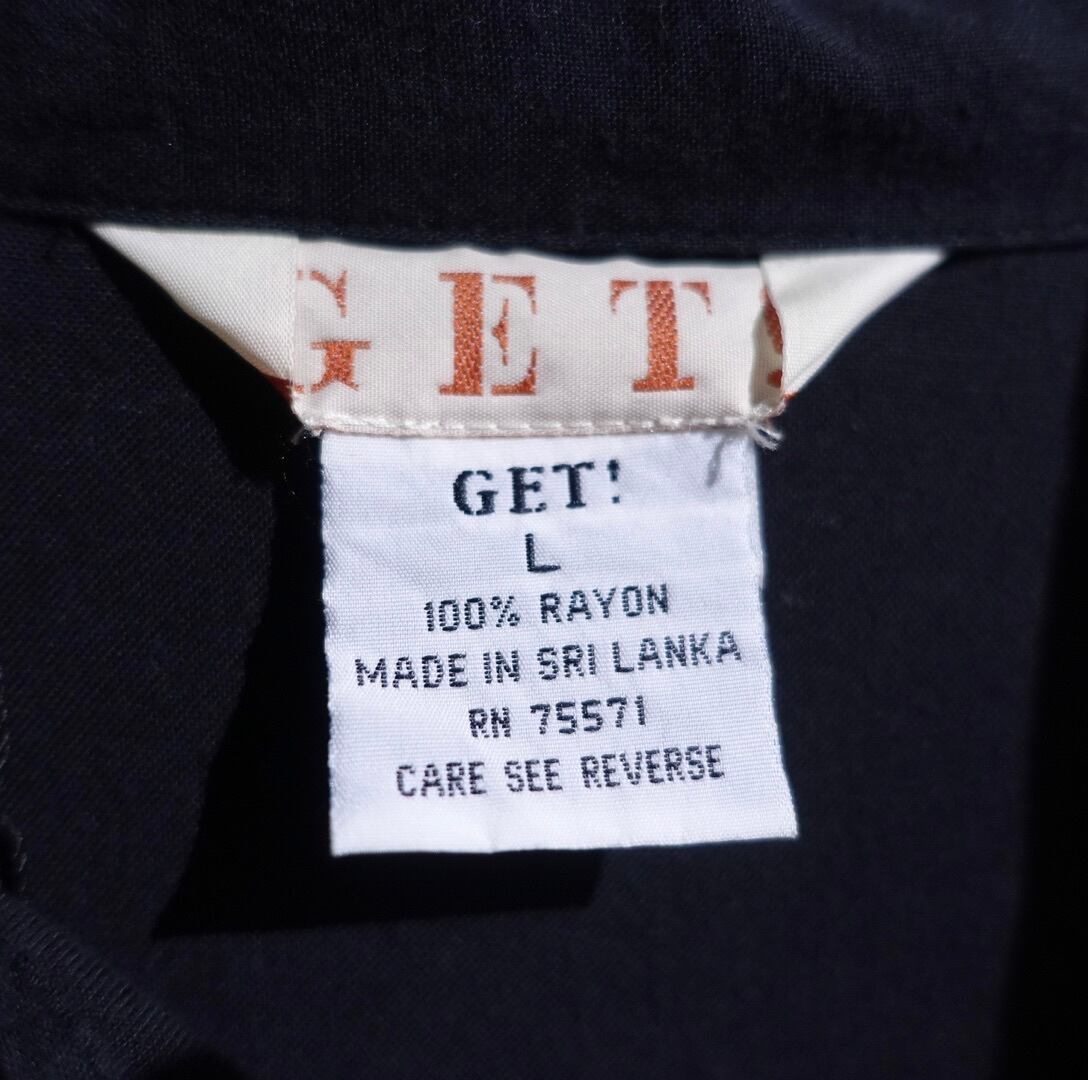 GET
GET!
L
100% RAYON
MADE IN SRI LANKA
RN 75571
CARE SEE REVERSE